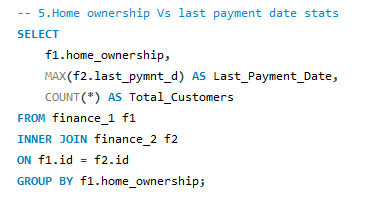 -- 5.Home ownership Vs last payment date stats
SELECT
    f1.home_ownership,
    MAX(f2.last_pymnt_d) AS Last_Payment_Date,
    COUNT(*) AS Total_Customers
FROM finance_1 f1
INNER JOIN finance_2 f2
ON f1.id = f2.id
GROUP BY f1.home_ownership;